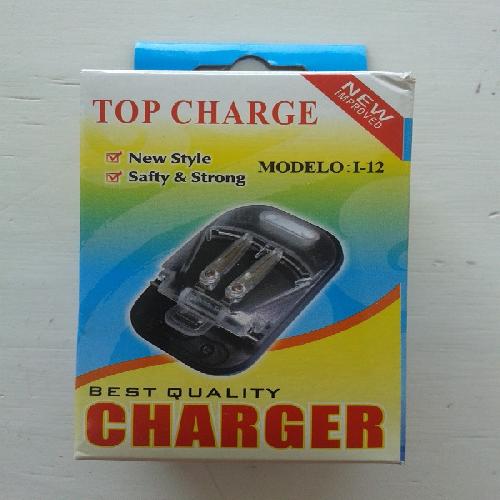 NEW
IMPROVED
TOP CHARGE
New Style
Safty & Strong
MODELO: I-12
BEST QUALITY
CHARGER